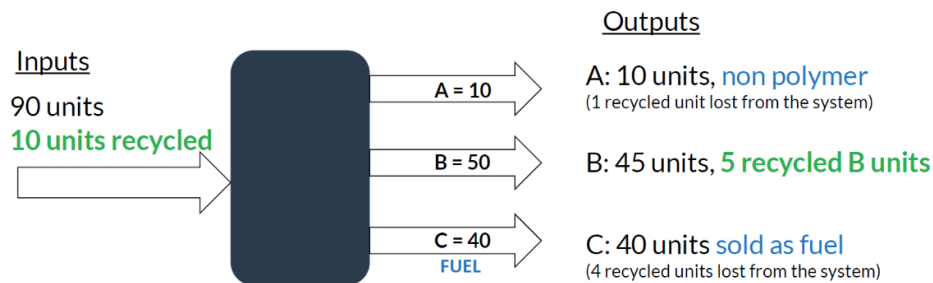 Inputs
90 units
10 units recycled
A = 10
B = 50
C = 40
FUEL
Outputs
A: 10 units, non polymer
(1 recycled unit lost from the system)
B: 45 units, 5 recycled B units
C: 40 units sold as fuel
(4 recycled units lost from the system)